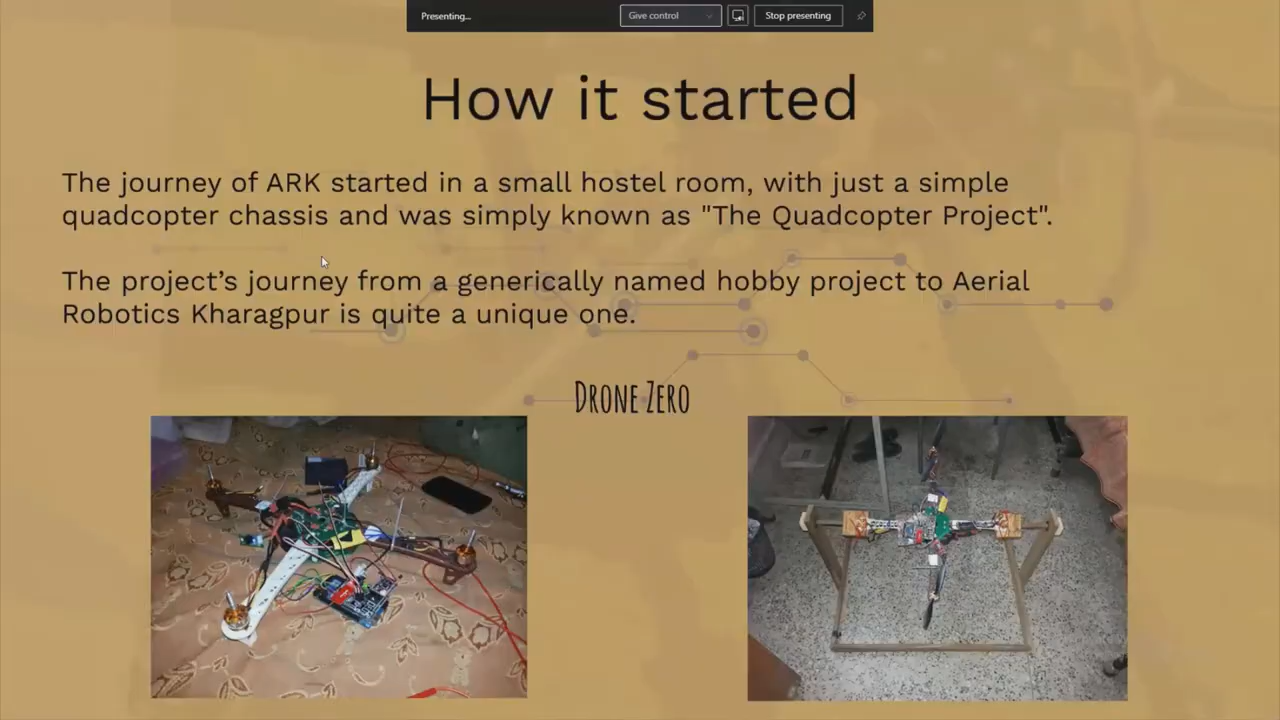 Presenting...
Give control
Stop presenting
How it started
The journey of ARK started in a small hostel room, with just a simple
quadcopter chassis and was simply known as "The Quadcopter Project".
The project’s journey from a generically named hobby project to Aerial
Robotics Kharagpur is quite a unique one.
Drone Zero